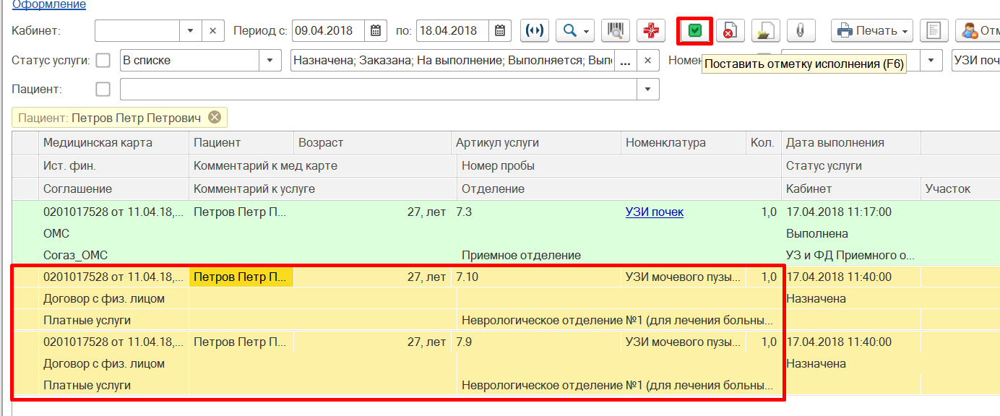 Оформление
Кабинет: Период с: 09.04.2018 по: 18.04.2018 Печать Отм
Статус услуги: В списке Назначена; Заказана; На выполнение; Выполняется; Вып ... Номен УЗИ поч
Поставить отметку исполнения (F6)
Пациент:
Пациент: Петров Петр Петрович
Медицинская карта Пациент Возраст Артикул услуги Номенклатура Кол. Дата выполнения
Ист. фин. Комментарий к мед карте Номер пробы Статус услуги
Соглашение Комментарий к услуге Отделение Кабинет Участок
0201017528 от 11.04.18,... Петров Петр П... 27, лет 7.3 УЗИ почек 1,0 17.04.2018 11:17:00
ОМС Выполнена
Согаз_ОМС Приемное отделение УЗ и ФД Приемного о...
0201017528 от 11.04.18,... Петров Петр П... 27, лет 7.10 УЗИ мочевого пузы... 1,0 17.04.2018 11:40:00
Договор с физ. лицом Назначена
Платные услуги Неврологическое отделение №1 (для лечения больны...
0201017528 от 11.04.18,... Петров Петр П... 27, лет 7.9 УЗИ мочевого пузы... 1,0 17.04.2018 11:40:00
Договор с физ. лицом Назначена
Платные услуги Неврологическое отделение №1 (для лечения больны...